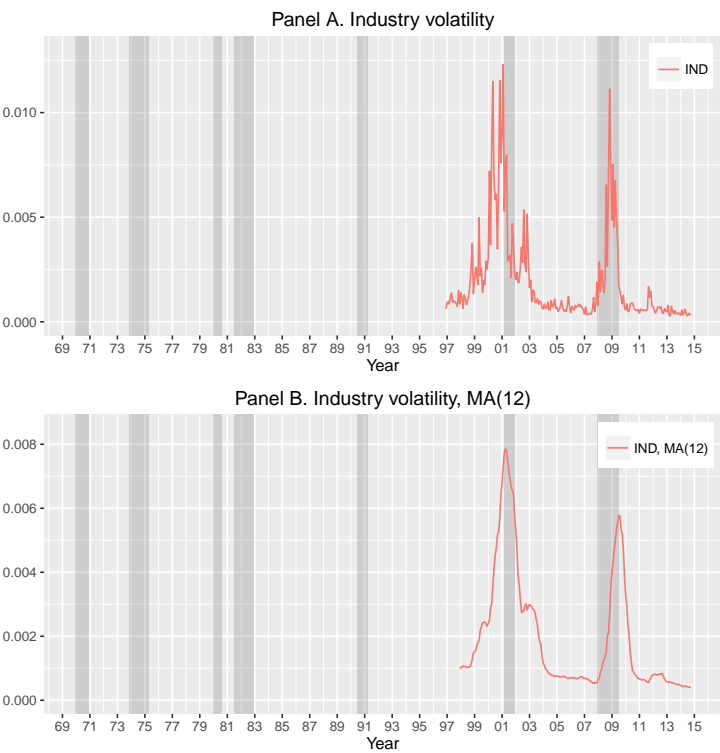 Panel A. Industry volatility
IND
0.010
0.005
0.000
69 71 73 75 77 79 81 83 85 87 89 91 93 95 97 99 01 03 05 07 09 11 13 15
Year
Panel B. Industry volatility, MA(12)
IND, MA(12)
0.008
0.006
0.004
0.002
0.000
69 71 73 75 77 79 81 83 85 87 89 91 93 95 97 99 01 03 05 07 09 11 13 15
Year